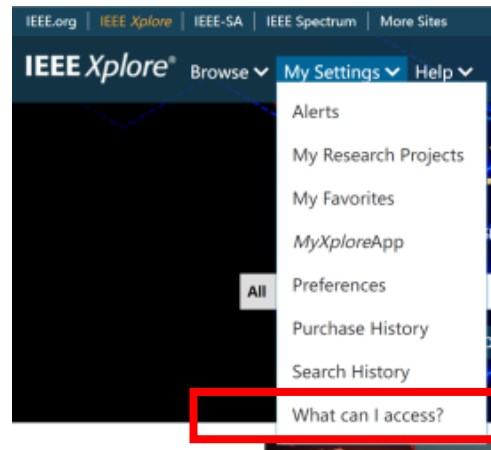 IEEE.org | IEEE Xplore | IEEE-SA | IEEE Spectrum | More Sites
IEEE Xplore® Browse My Settings Help
Alerts
My Research Projects
My Favorites
MyXploreApp
All Preferences
Purchase History
Search History
What can I access?